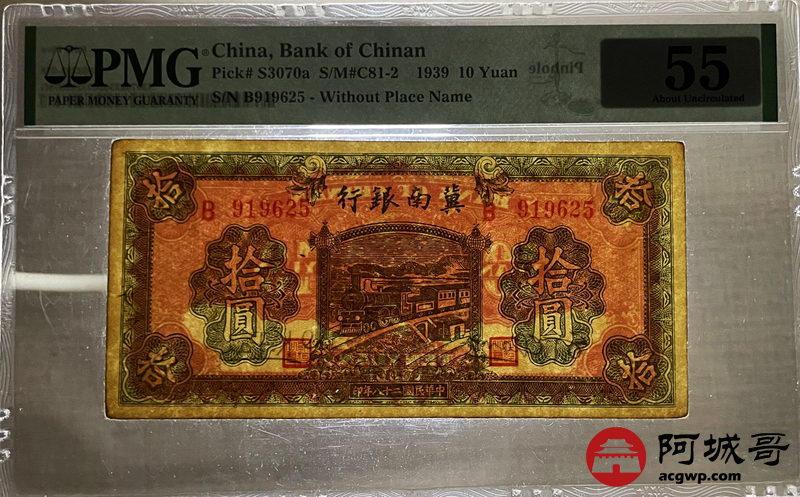 PMG
PAPER MONEY GUARANTY
China, Bank of Chinan
Pick# S3070a S/M#C81-2 1939 10 Yuan
S/N B919625 - Without Place Name
Pinhole
55
About Uncirculated
拾
拾
行銀南冀
B 919625
B 919625
拾圓
拾圓
印年八廿國民華中
拾
拾
阿城哥
acgwp.com